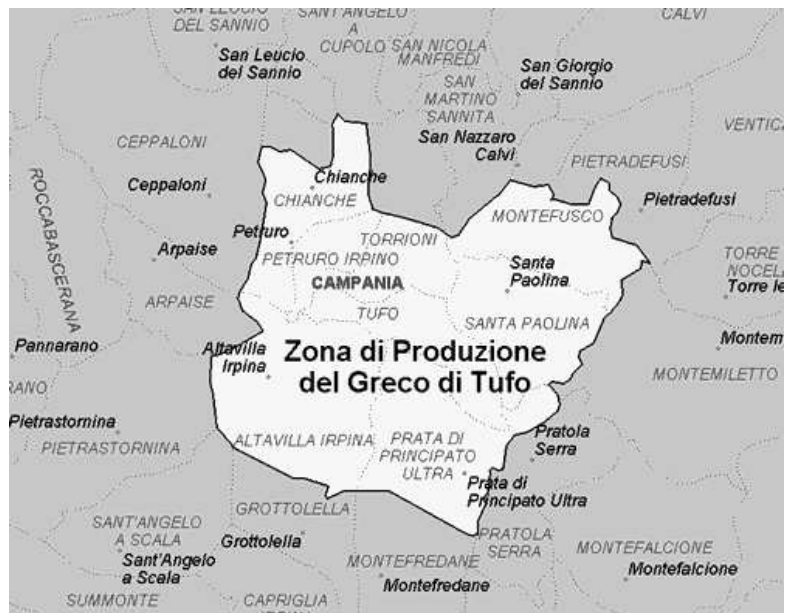 SAN LEUCIO
DEL SANNIO
SANT'ANGELO
A
CUPOLO
SAN NICOLA
MANFREDI
CALVI
San Leucio
del Sannio
San Giorgio
del Sannio
SAN
MARTINO
SANNITA
San Nazzaro
Calvi
CEPPALONI
PIETRADEFUSI
ROCCABASCERANA
Ceppaloni
Chianche
CHIANCHE
Pietradefusi
MONTEFUSCO
Petruro
TORRIONI
Arpaise
PETRURO IRPINO
Santa
Paolina
TORRE
NOCELL
CAMPANIA
Torre le
ARPAISE
TUFO
SANTA PAOLINA
Pannarano
Altavilla
Irpina
Zona di Produzione
del Greco di Tufo
Montem
MONTEMILETTO
RANO
Pietrastornina
PIETRASTORNINA
ALTAVILLA IRPINA
PRATA DI
PRINCIPATO
ULTRA
Pratola
Serra
Prata di
Principato Ultra
GROTTOLELLA
SANT'ANGELO
A SCALA
Grottolella
PRATOLA
SERRA
Sant'Angelo
a Scala
MONTEFREDANE
Montefredane
MONTEFALCIONE
Montefalcione
SUMMONTE
CAPRIGLIA